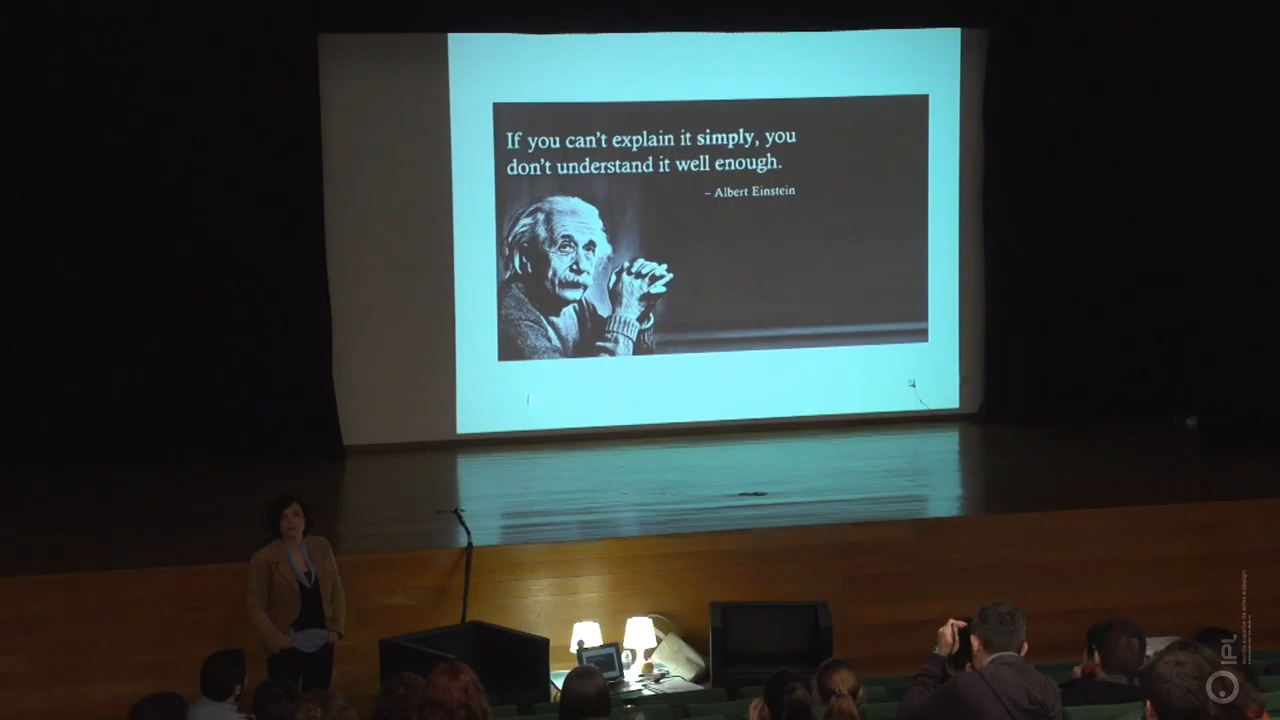 If you can't explain it simply, you
don't understand it well enough.
– Albert Einstein
IPL